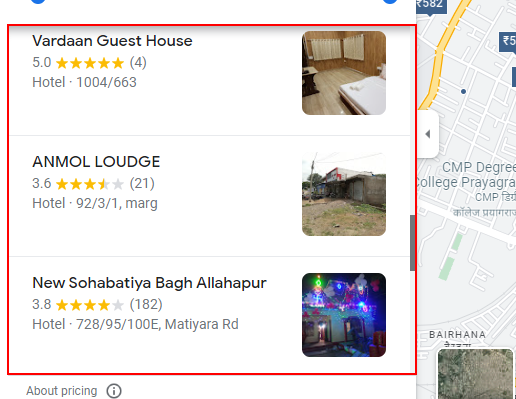 Vardaan Guest House
5.0 (4)
Hotel · 1004/663
ANMOL LOUDGE
3.6 (21)
Hotel · 92/3/1, marg
New Sohabatiya Bagh Allahapur
3.8 (182)
Hotel · 728/95/100E, Matiyara Rd
About pricing
₹582
₹5
CMP Degree
College Prayagra
CMP डिग्री
कॉलेज प्रयागराज
BAIRHANA